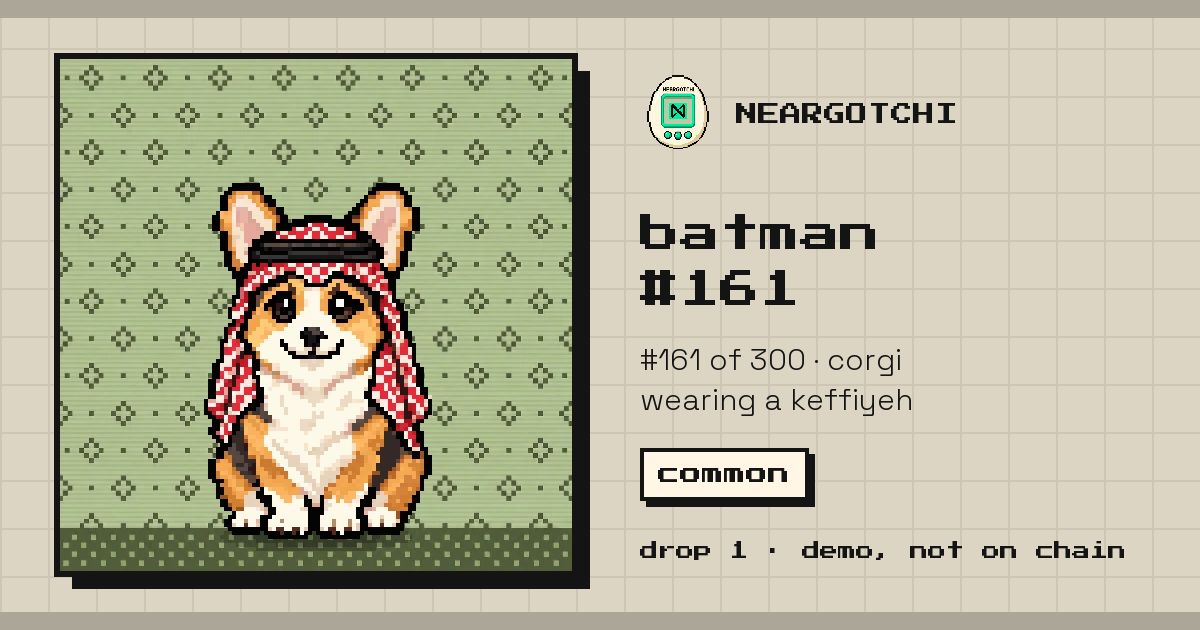 NEARGOTCHI
NEARGOTCHI
batman
#161
#161 of 300 · corgi
wearing a keffiyeh
common
drop 1 · demo, not on chain